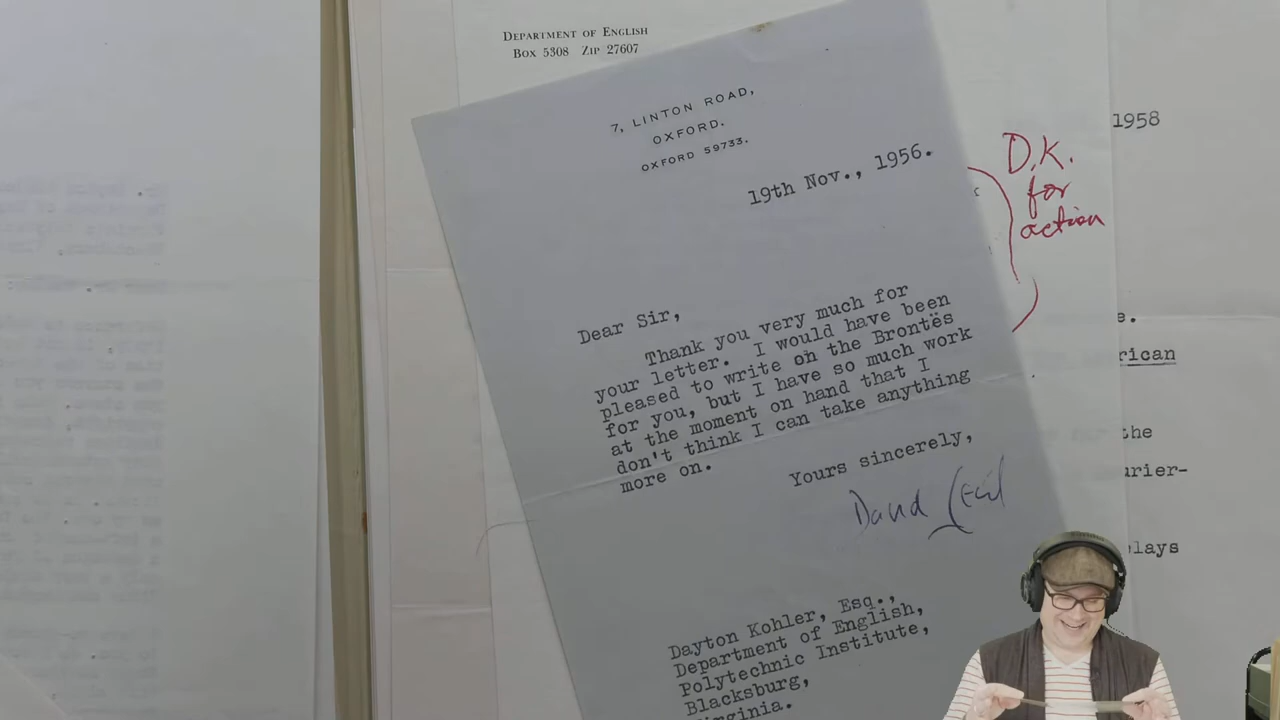 DEPARTMENT OF ENGLISH
BOX 5308 ZIP 27607
7, LINTON ROAD,
OXFORD.
OXFORD 59733.
19th Nov., 1956.
Dear Sir,
Thank you very much for
your letter. I would have been
pleased to write on the Brontës
for you, but I have so much work
at the moment on hand that I
don't think I can take anything
more on.
Yours sincerely,
David Cecil
Dayton Kohler, Esq.,
Department of English,
Polytechnic Institute,
Blacksburg,
Virginia.
D.K.
for
action
1958
e.
rican
the
urier-
lays